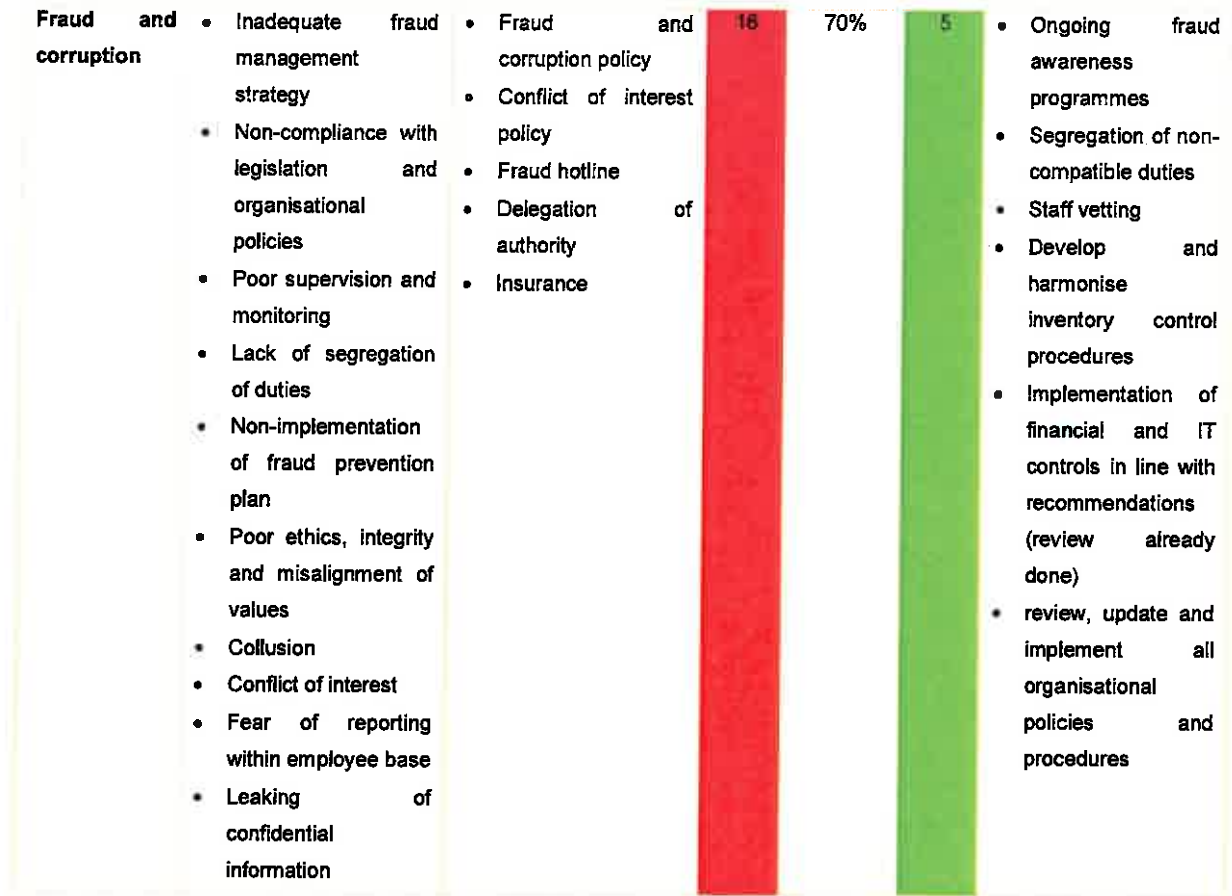 Fraud and
corruption
• Inadequate fraud
management
strategy
• Non-compliance with
legislation and
organisational
policies
• Poor supervision and
monitoring
• Lack of segregation
of duties
• Non-implementation
of fraud prevention
plan
• Poor ethics, integrity
and misalignment of
values
• Collusion
• Conflict of interest
• Fear of reporting
within employee base
• Leaking of
confidential
information
• Fraud and
corruption policy
• Conflict of interest
policy
• Fraud hotline
• Delegation of
authority
• Insurance
16
70%
5
• Ongoing fraud
awareness
programmes
• Segregation of non-
compatible duties
• Staff vetting
• Develop and
harmonise
inventory control
procedures
• Implementation of
financial and IT
controls in line with
recommendations
(review already
done)
• review, update and
implement all
organisational
policies and
procedures